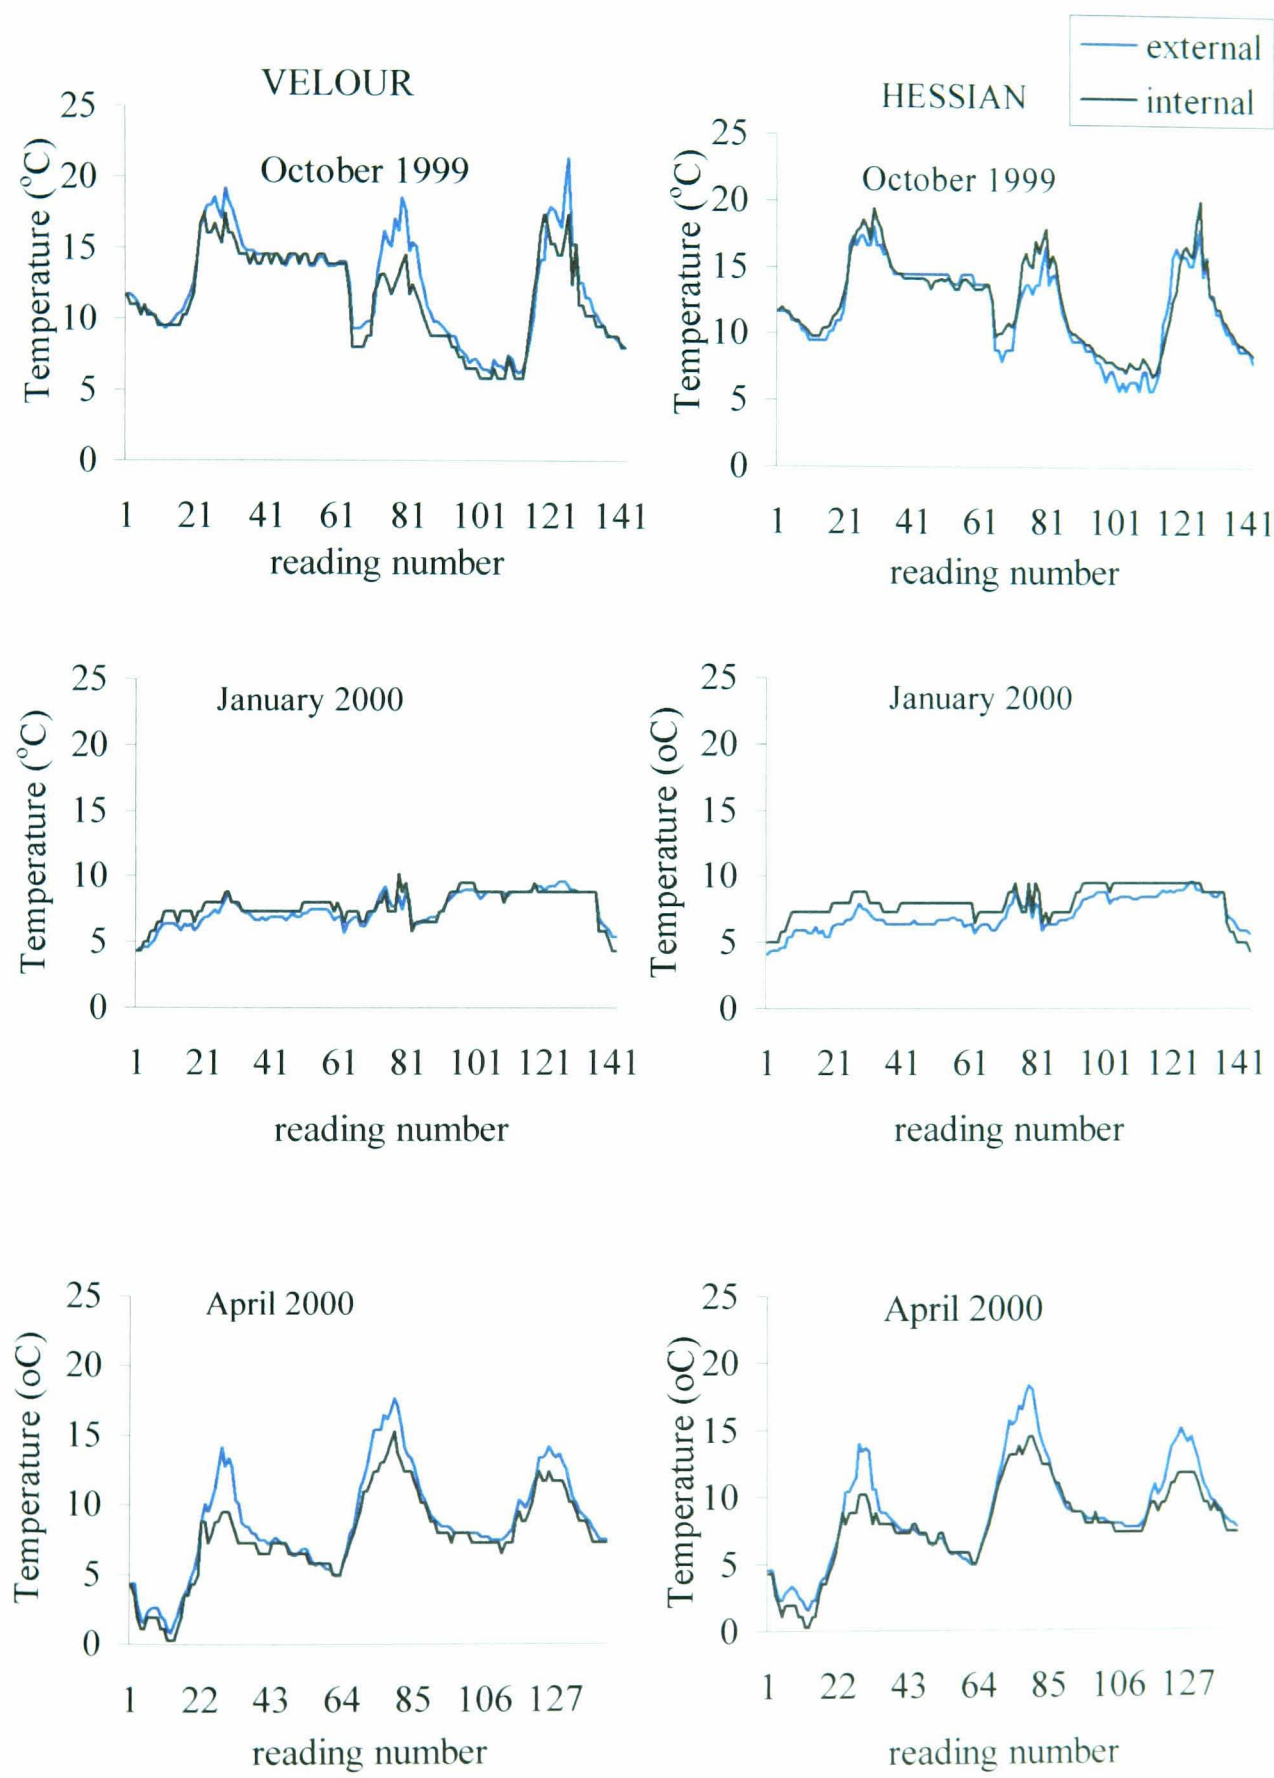 external
internal
VELOUR
HESSIAN
October 1999
Temperature (°C)
25
20
15
10
5
0
1 21 41 61 81 101 121 141
reading number
October 1999
Temperature (°C)
25
20
15
10
5
0
1 21 41 61 81 101 121 141
reading number
January 2000
Temperature (°C)
25
20
15
10
5
0
1 21 41 61 81 101 121 141
reading number
January 2000
Temperature (oC)
25
20
15
10
5
0
1 21 41 61 81 101 121 141
reading number
April 2000
Temperature (oC)
25
20
15
10
5
0
1 22 43 64 85 106 127
reading number
April 2000
Temperature (oC)
25
20
15
10
5
0
1 22 43 64 85 106 127
reading number